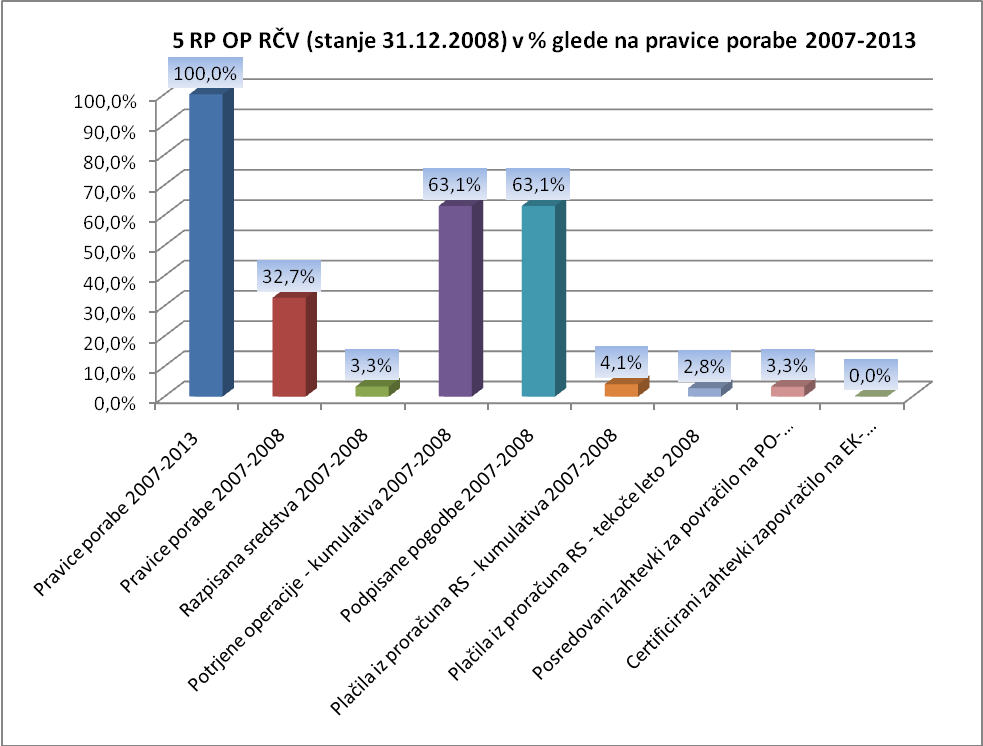 5 RP OP RČV (stanje 31.12.2008) v % glede na pravice porabe 2007-2013
100,0%
90,0%
80,0%
70,0%
60,0%
50,0%
40,0%
30,0%
20,0%
10,0%
0,0%
100,0%
32,7%
3,3%
63,1%
63,1%
4,1%
2,8%
3,3%
0,0%
Pravice porabe 2007-2013
Pravice porabe 2007-2008
Razpisana sredstva 2007-2008
Potrjene operacije - kumulativa 2007-2008
Podpisane pogodbe 2007-2008
Plačila iz proračuna RS - kumulativa 2007-2008
Plačila iz proračuna RS - tekoče leto 2008
Posredovani zahtevki za povračilo na PO-...
Certificirani zahtevki zapovračilo na EK-...